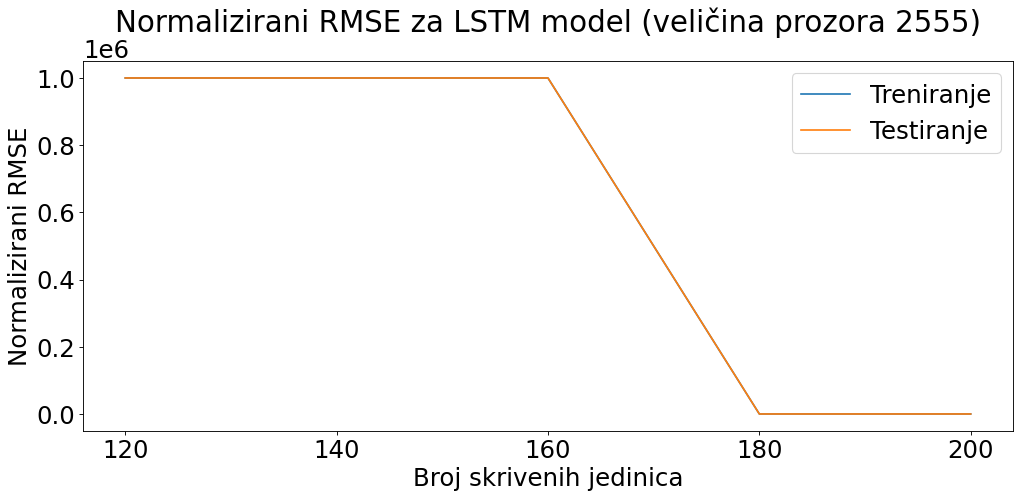 Normalizirani RMSE za LSTM model (veličina prozora 2555)
1e6
1.0
0.8
0.6
0.4
0.2
0.0
Normalizirani RMSE
Treniranje
Testiranje
120 140 160 180 200
Broj skrivenih jedinica